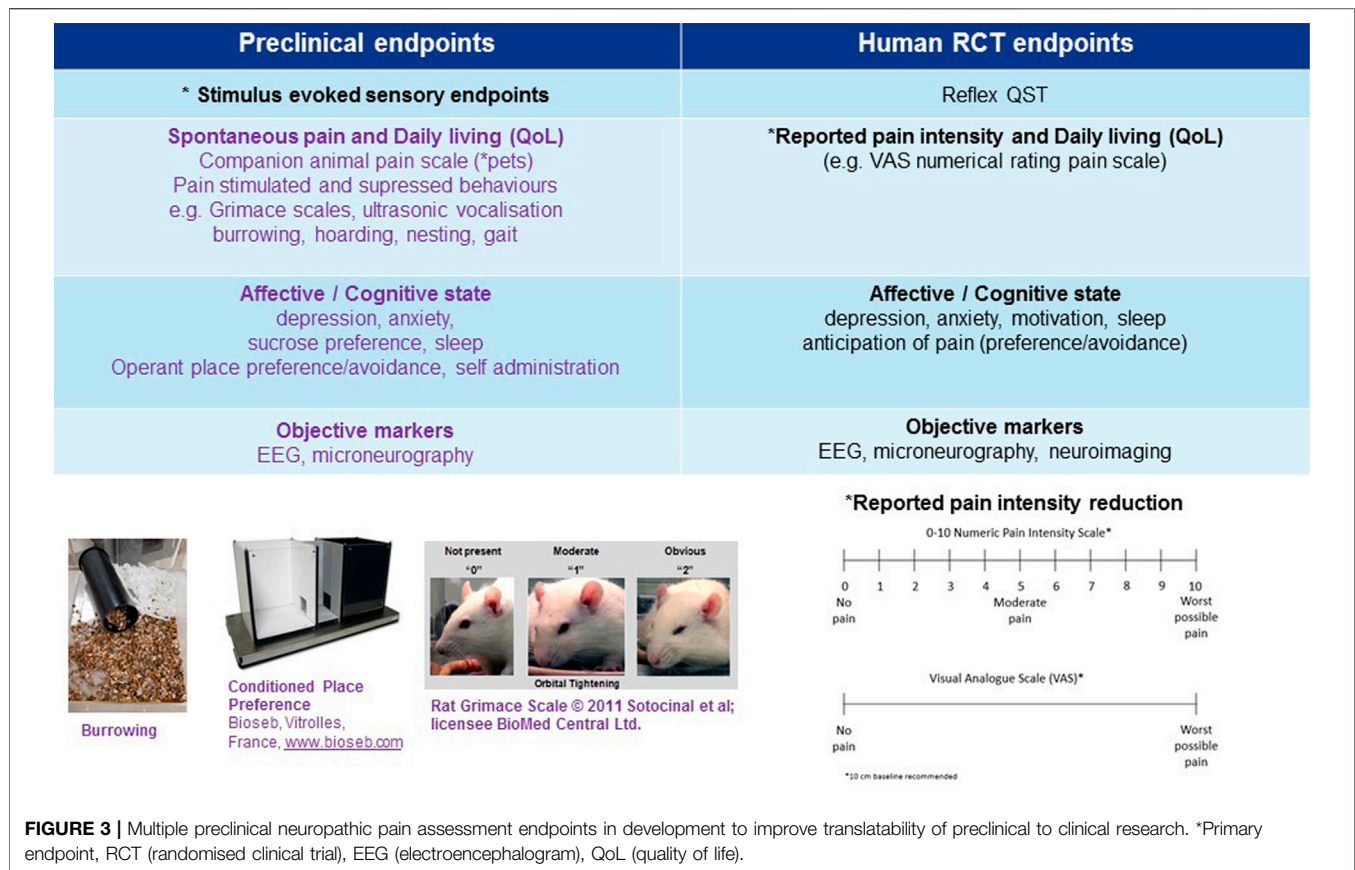 Preclinical endpoints
Human RCT endpoints
* Stimulus evoked sensory endpoints
Reflex QST
Spontaneous pain and Daily living (QoL)
Companion animal pain scale (*pets)
Pain stimulated and supressed behaviours
e.g. Grimace scales, ultrasonic vocalisation
burrowing, hoarding, nesting, gait
*Reported pain intensity and Daily living (QoL)
(e.g. VAS numerical rating pain scale)
Affective / Cognitive state
depression, anxiety,
sucrose preference, sleep
Operant place preference/avoidance, self administration
Affective / Cognitive state
depression, anxiety, motivation, sleep
anticipation of pain (preference/avoidance)
Objective markers
EEG, microneurography
Objective markers
EEG, microneurography, neuroimaging
Burrowing
Conditioned Place
Preference
Bioseb, Vitrolles,
France, www.bioseb.com
Not present Moderate Obvious
"0" "1" "2"
Orbital Tightening
Rat Grimace Scale © 2011 Sotocinal et al;
licensee BioMed Central Ltd.
*Reported pain intensity reduction
0-10 Numeric Pain Intensity Scale*
0 1 2 3 4 5 6 7 8 9 10
No Moderate Worst
pain pain possible
pain
Visual Analogue Scale (VAS)*
No Worst
pain possible
pain
*10 cm baseline recommended
FIGURE 3 | Multiple preclinical neuropathic pain assessment endpoints in development to improve translatability of preclinical to clinical research. *Primary
endpoint, RCT (randomised clinical trial), EEG (electroencephalogram), QoL (quality of life).